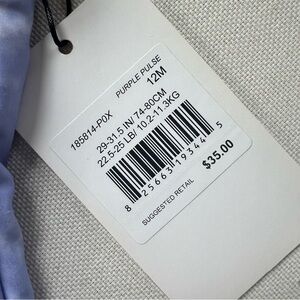 185814-P0X PURPLE PULSE
29-31.5 IN/ 74-80CM 12M
22.5-25 LB/ 10.2-11.3KG
8 25663 19344 5
SUGGESTED RETAIL $35.00